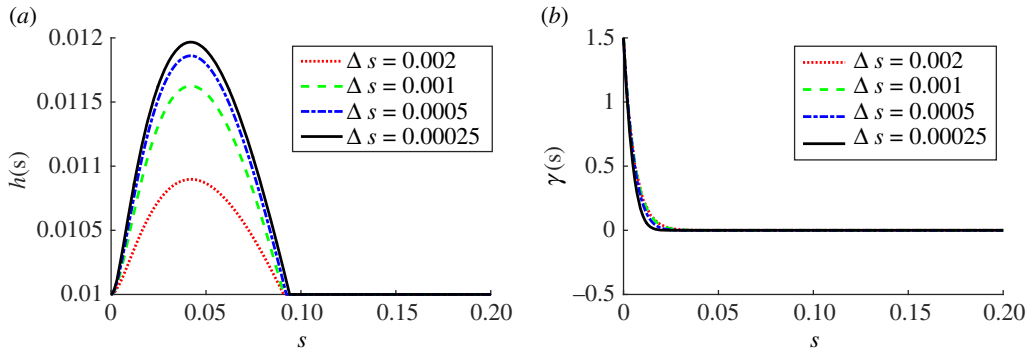 (a)
0.012
0.0115
0.011
0.0105
0.01
h(s)
0 0.05 0.10 0.15 0.20
s
Δ s = 0.002
Δ s = 0.001
Δ s = 0.0005
Δ s = 0.00025
(b)
1.5
1
0.5
0
–0.5
γ(s)
0 0.05 0.10 0.15 0.20
s
Δ s = 0.002
Δ s = 0.001
Δ s = 0.0005
Δ s = 0.00025